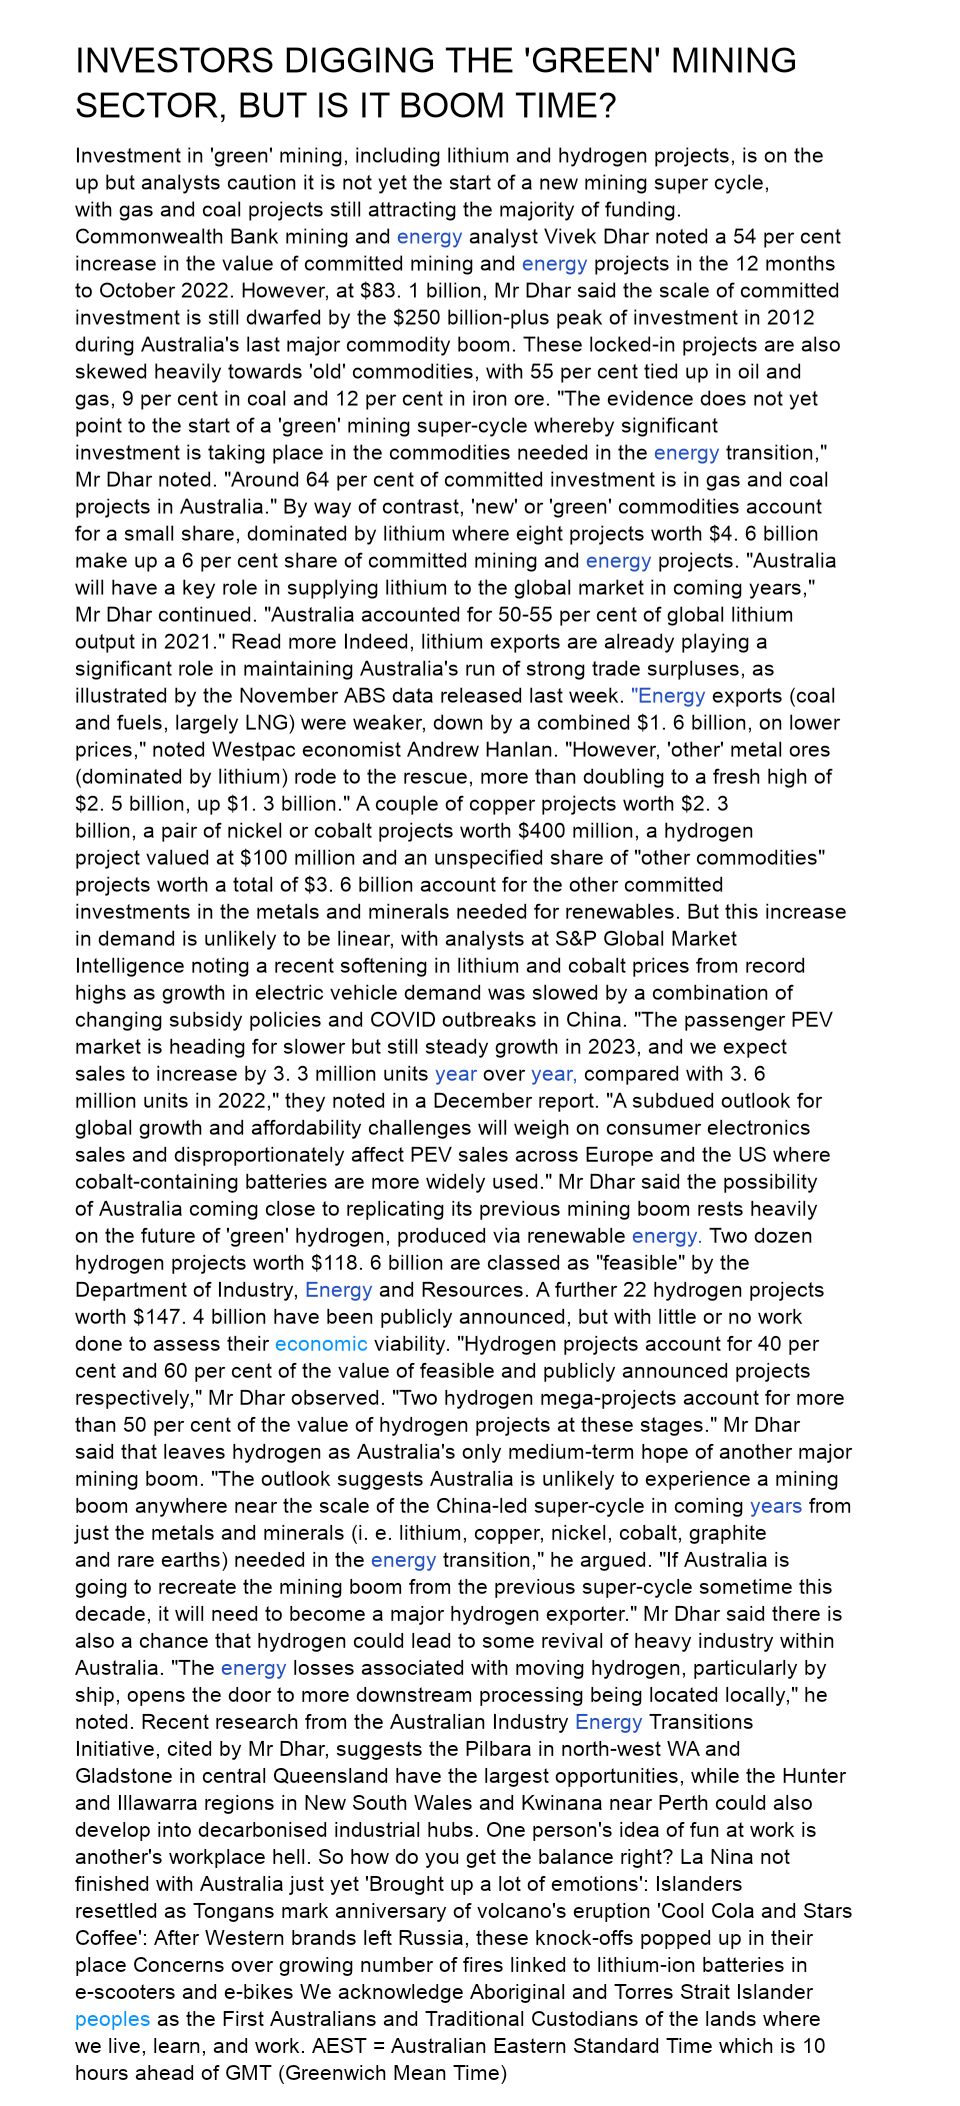 INVESTORS DIGGING THE 'GREEN' MINING
SECTOR, BUT IS IT BOOM TIME?
Investment in 'green' mining, including lithium and hydrogen projects, is on the
up but analysts caution it is not yet the start of a new mining super cycle,
with gas and coal projects still attracting the majority of funding.
Commonwealth Bank mining and energy analyst Vivek Dhar noted a 54 per cent
increase in the value of committed mining and energy projects in the 12 months
to October 2022. However, at $83. 1 billion, Mr Dhar said the scale of committed
investment is still dwarfed by the $250 billion-plus peak of investment in 2012
during Australia's last major commodity boom. These locked-in projects are also
skewed heavily towards 'old' commodities, with 55 per cent tied up in oil and
gas, 9 per cent in coal and 12 per cent in iron ore. "The evidence does not yet
point to the start of a 'green' mining super-cycle whereby significant
investment is taking place in the commodities needed in the energy transition,"
Mr Dhar noted. "Around 64 per cent of committed investment is in gas and coal
projects in Australia." By way of contrast, 'new' or 'green' commodities account
for a small share, dominated by lithium where eight projects worth $4. 6 billion
make up a 6 per cent share of committed mining and energy projects. "Australia
will have a key role in supplying lithium to the global market in coming years,"
Mr Dhar continued. "Australia accounted for 50-55 per cent of global lithium
output in 2021." Read more Indeed, lithium exports are already playing a
significant role in maintaining Australia's run of strong trade surpluses, as
illustrated by the November ABS data released last week. "Energy exports (coal
and fuels, largely LNG) were weaker, down by a combined $1. 6 billion, on lower
prices," noted Westpac economist Andrew Hanlan. "However, 'other' metal ores
(dominated by lithium) rode to the rescue, more than doubling to a fresh high of
$2. 5 billion, up $1. 3 billion." A couple of copper projects worth $2. 3
billion, a pair of nickel or cobalt projects worth $400 million, a hydrogen
project valued at $100 million and an unspecified share of "other commodities"
projects worth a total of $3. 6 billion account for the other committed
investments in the metals and minerals needed for renewables. But this increase
in demand is unlikely to be linear, with analysts at S&P Global Market
Intelligence noting a recent softening in lithium and cobalt prices from record
highs as growth in electric vehicle demand was slowed by a combination of
changing subsidy policies and COVID outbreaks in China. "The passenger PEV
market is heading for slower but still steady growth in 2023, and we expect
sales to increase by 3. 3 million units year over year, compared with 3. 6
million units in 2022," they noted in a December report. "A subdued outlook for
global growth and affordability challenges will weigh on consumer electronics
sales and disproportionately affect PEV sales across Europe and the US where
cobalt-containing batteries are more widely used." Mr Dhar said the possibility
of Australia coming close to replicating its previous mining boom rests heavily
on the future of 'green' hydrogen, produced via renewable energy. Two dozen
hydrogen projects worth $118. 6 billion are classed as "feasible" by the
Department of Industry, Energy and Resources. A further 22 hydrogen projects
worth $147. 4 billion have been publicly announced, but with little or no work
done to assess their economic viability. "Hydrogen projects account for 40 per
cent and 60 per cent of the value of feasible and publicly announced projects
respectively," Mr Dhar observed. "Two hydrogen mega-projects account for more
than 50 per cent of the value of hydrogen projects at these stages." Mr Dhar
said that leaves hydrogen as Australia's only medium-term hope of another major
mining boom. "The outlook suggests Australia is unlikely to experience a mining
boom anywhere near the scale of the China-led super-cycle in coming years from
just the metals and minerals (i. e. lithium, copper, nickel, cobalt, graphite
and rare earths) needed in the energy transition," he argued. "If Australia is
going to recreate the mining boom from the previous super-cycle sometime this
decade, it will need to become a major hydrogen exporter." Mr Dhar said there is
also a chance that hydrogen could lead to some revival of heavy industry within
Australia. "The energy losses associated with moving hydrogen, particularly by
ship, opens the door to more downstream processing being located locally," he
noted. Recent research from the Australian Industry Energy Transitions
Initiative, cited by Mr Dhar, suggests the Pilbara in north-west WA and
Gladstone in central Queensland have the largest opportunities, while the Hunter
and Illawarra regions in New South Wales and Kwinana near Perth could also
develop into decarbonised industrial hubs. One person's idea of fun at work is
another's workplace hell. So how do you get the balance right? La Nina not
finished with Australia just yet 'Brought up a lot of emotions': Islanders
resettled as Tongans mark anniversary of volcano's eruption 'Cool Cola and Stars
Coffee': After Western brands left Russia, these knock-offs popped up in their
place Concerns over growing number of fires linked to lithium-ion batteries in
e-scooters and e-bikes We acknowledge Aboriginal and Torres Strait Islander
peoples as the First Australians and Traditional Custodians of the lands where
we live, learn, and work. AEST = Australian Eastern Standard Time which is 10
hours ahead of GMT (Greenwich Mean Time)